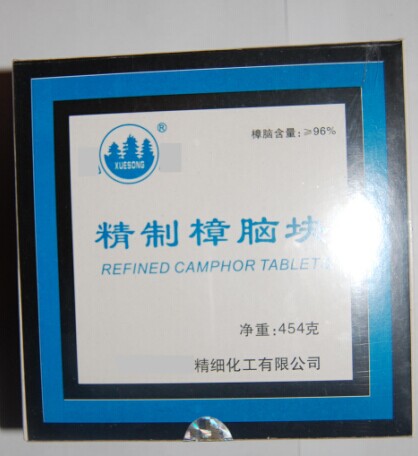 樟脑含量：≥96%
XUESONG ®
精制樟脑块
REFINED CAMPHOR TABLET
净重：454克
精细化工有限公司